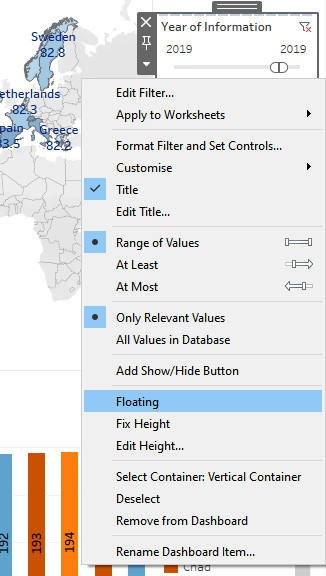 Sweden
82.8
etherlands
82.3
pain
83.5
Greece
82.2
Year of Information
2019 2019
Edit Filter...
Apply to Worksheets
Format Filter and Set Controls...
Customise
Title
Edit Title...
Range of Values
At Least
At Most
Only Relevant Values
All Values in Database
Add Show/Hide Button
Floating
Fix Height
Edit Height...
Select Container: Vertical Container
Deselect
Remove from Dashboard
Rename Dashboard Item...
192
193
194
Chad